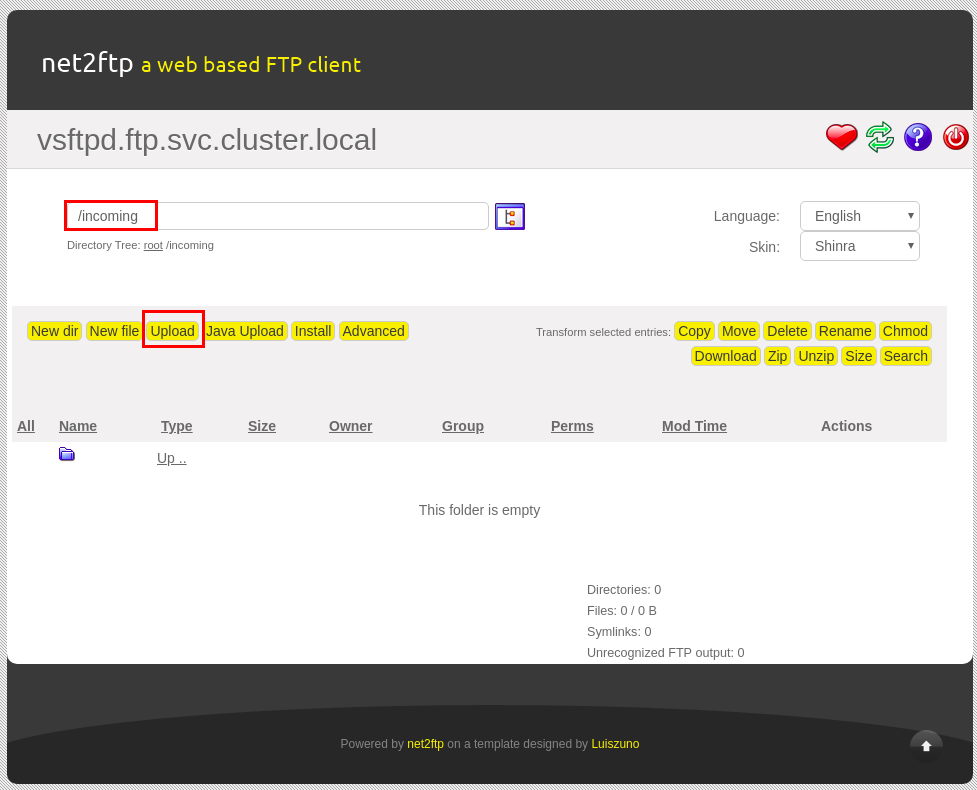 net2ftp a web based FTP client
vsftpd.ftp.svc.cluster.local
/incoming
Language: English
Directory Tree: root /incoming
Skin: Shinra
New dir New file Upload Java Upload Install Advanced
Transform selected entries: Copy Move Delete Rename Chmod
Download Zip Unzip Size Search
All Name Type Size Owner Group Perms Mod Time Actions
Up ..
This folder is empty
Directories: 0
Files: 0 / 0 B
Symlinks: 0
Unrecognized FTP output: 0
Powered by net2ftp on a template designed by Luiszuno